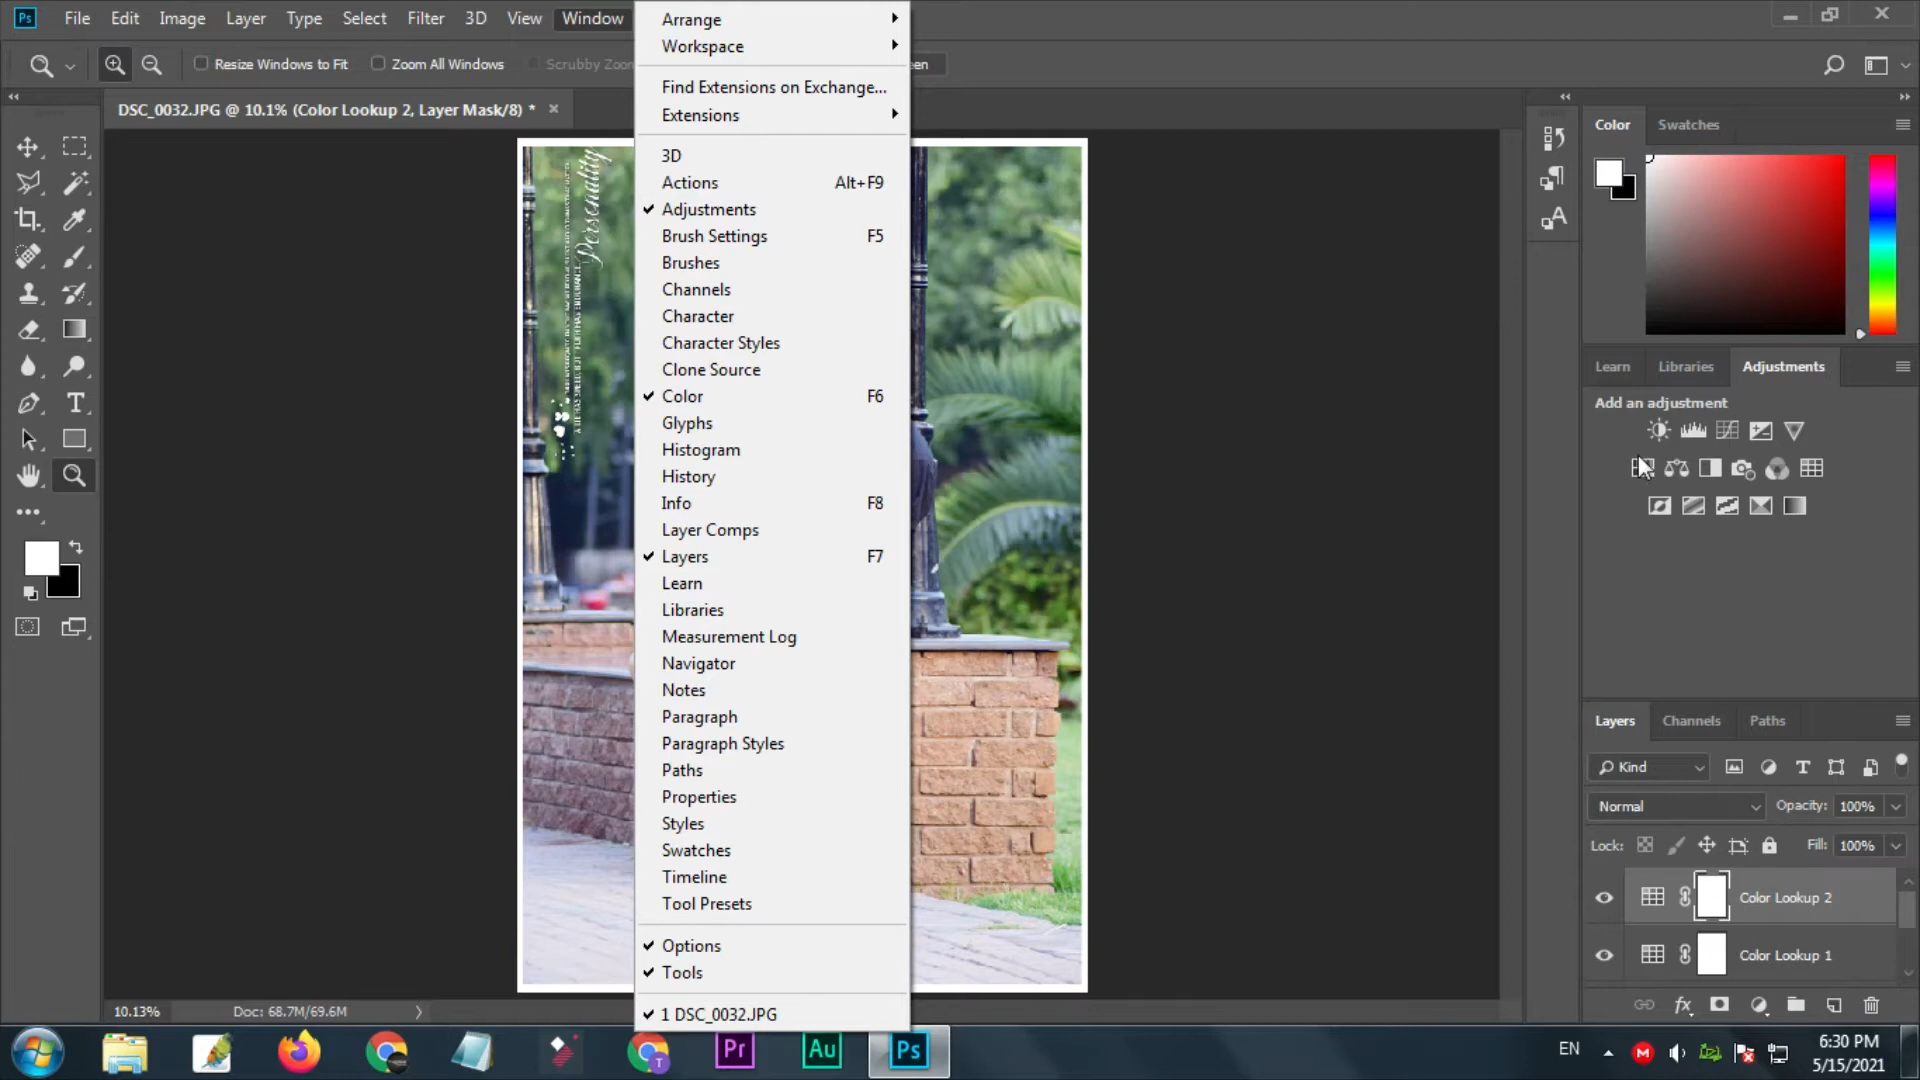 Ps File Edit Image Layer Type Select Filter 3D View Window
Resize Windows to Fit Zoom All Windows Scrubby Zoo een
DSC_0032.JPG @ 10.1% (Color Lookup 2, Layer Mask/8) * ×
Arrange
Workspace
Find Extensions on Exchange...
Extensions
3D
Actions Alt+F9
Adjustments
Brush Settings F5
Brushes
Channels
Character
Character Styles
Clone Source
Color F6
Glyphs
Histogram
History
Info F8
Layer Comps
Layers F7
Learn
Libraries
Measurement Log
Navigator
Notes
Paragraph
Paragraph Styles
Paths
Properties
Styles
Swatches
Timeline
Tool Presets
Options
Tools
1 DSC_0032.JPG
Personality
Color Swatches
Learn Libraries Adjustments
Add an adjustment
Layers Channels Paths
Kind
Normal Opacity: 100%
Lock: Fill: 100%
Color Lookup 2
Color Lookup 1
10.13% Doc: 68.7M/69.6M
Pr Au Ps
EN
6:30 PM
5/15/2021